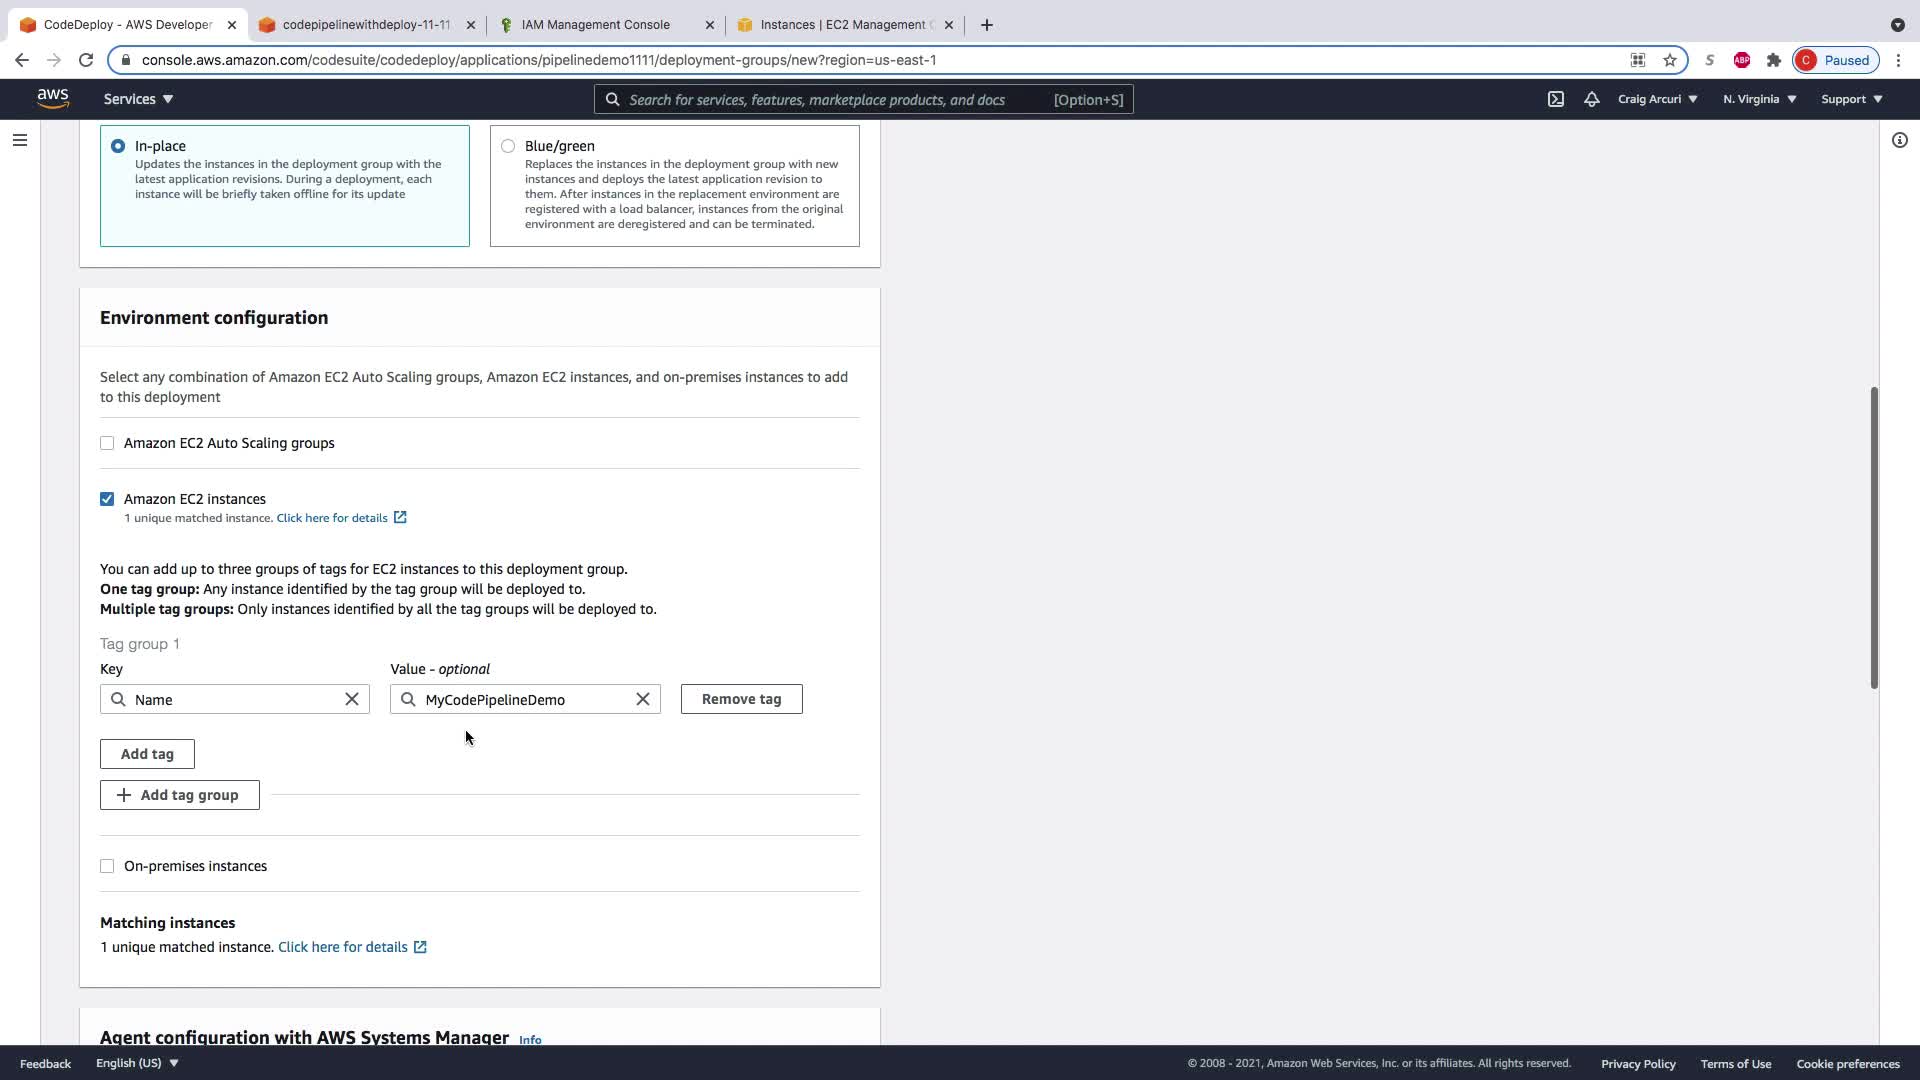 CodeDeploy - AWS Developer
codepipelinewithdeploy-11-11
IAM Management Console
Instances | EC2 Management C
console.aws.amazon.com/codesuite/codedeploy/applications/pipelinedemo1111/deployment-groups/new?region=us-east-1
S
ABP
C Paused
aws
Services
Search for services, features, marketplace products, and docs [Option+S]
Craig Arcuri
N. Virginia
Support
In-place
Updates the instances in the deployment group with the
latest application revisions. During a deployment, each
instance will be briefly taken offline for its update
Blue/green
Replaces the instances in the deployment group with new
instances and deploys the latest application revision to
them. After instances in the replacement environment are
registered with a load balancer, instances from the original
environment are deregistered and can be terminated.
Environment configuration
Select any combination of Amazon EC2 Auto Scaling groups, Amazon EC2 instances, and on-premises instances to add
to this deployment
Amazon EC2 Auto Scaling groups
Amazon EC2 instances
1 unique matched instance. Click here for details
You can add up to three groups of tags for EC2 instances to this deployment group.
One tag group: Any instance identified by the tag group will be deployed to.
Multiple tag groups: Only instances identified by all the tag groups will be deployed to.
Tag group 1
Key
Value - optional
Name
MyCodePipelineDemo
Remove tag
Add tag
Add tag group
On-premises instances
Matching instances
1 unique matched instance. Click here for details
Agent configuration with AWS Systems Manager Info
Feedback
English (US)
© 2008 - 2021, Amazon Web Services, Inc. or its affiliates. All rights reserved.
Privacy Policy
Terms of Use
Cookie preferences